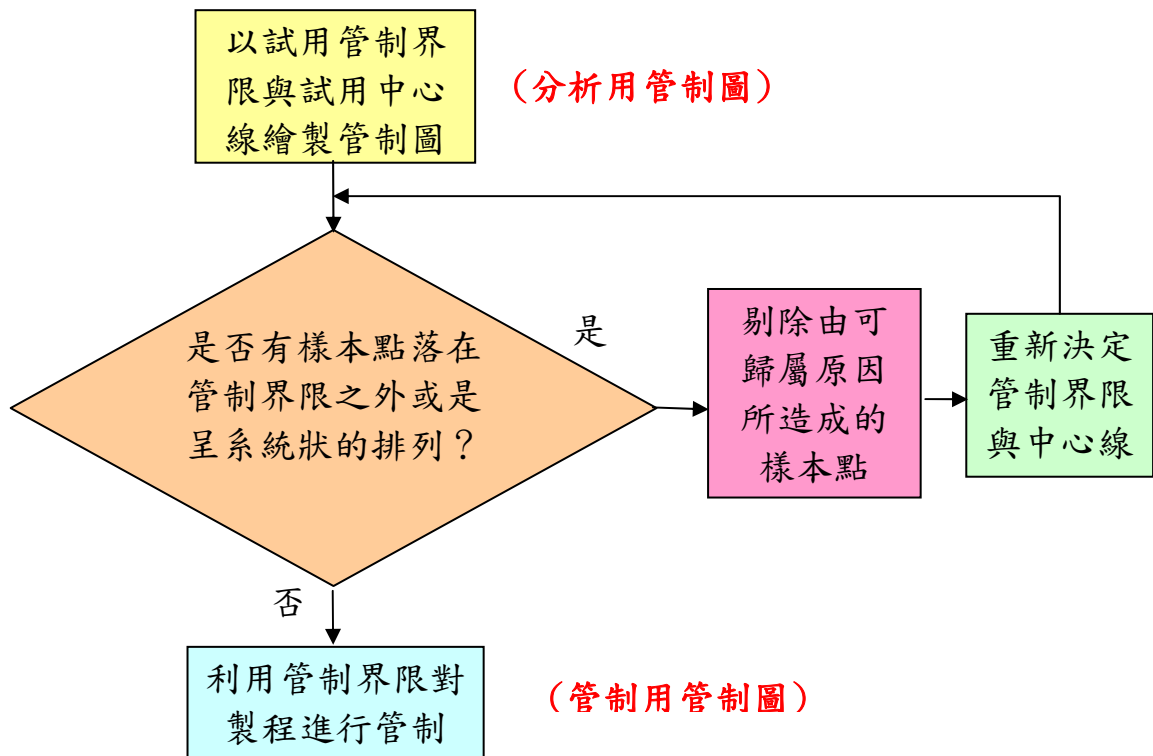 以試用管制界
限與試用中心
線繪製管制圖
（分析用管制圖）
是否有樣本點落在
管制界限之外或是
呈系統狀的排列？
是
剔除由可
歸屬原因
所造成的
樣本點
重新決定
管制界限
與中心線
否
利用管制界限對
製程進行管制
（管制用管制圖）